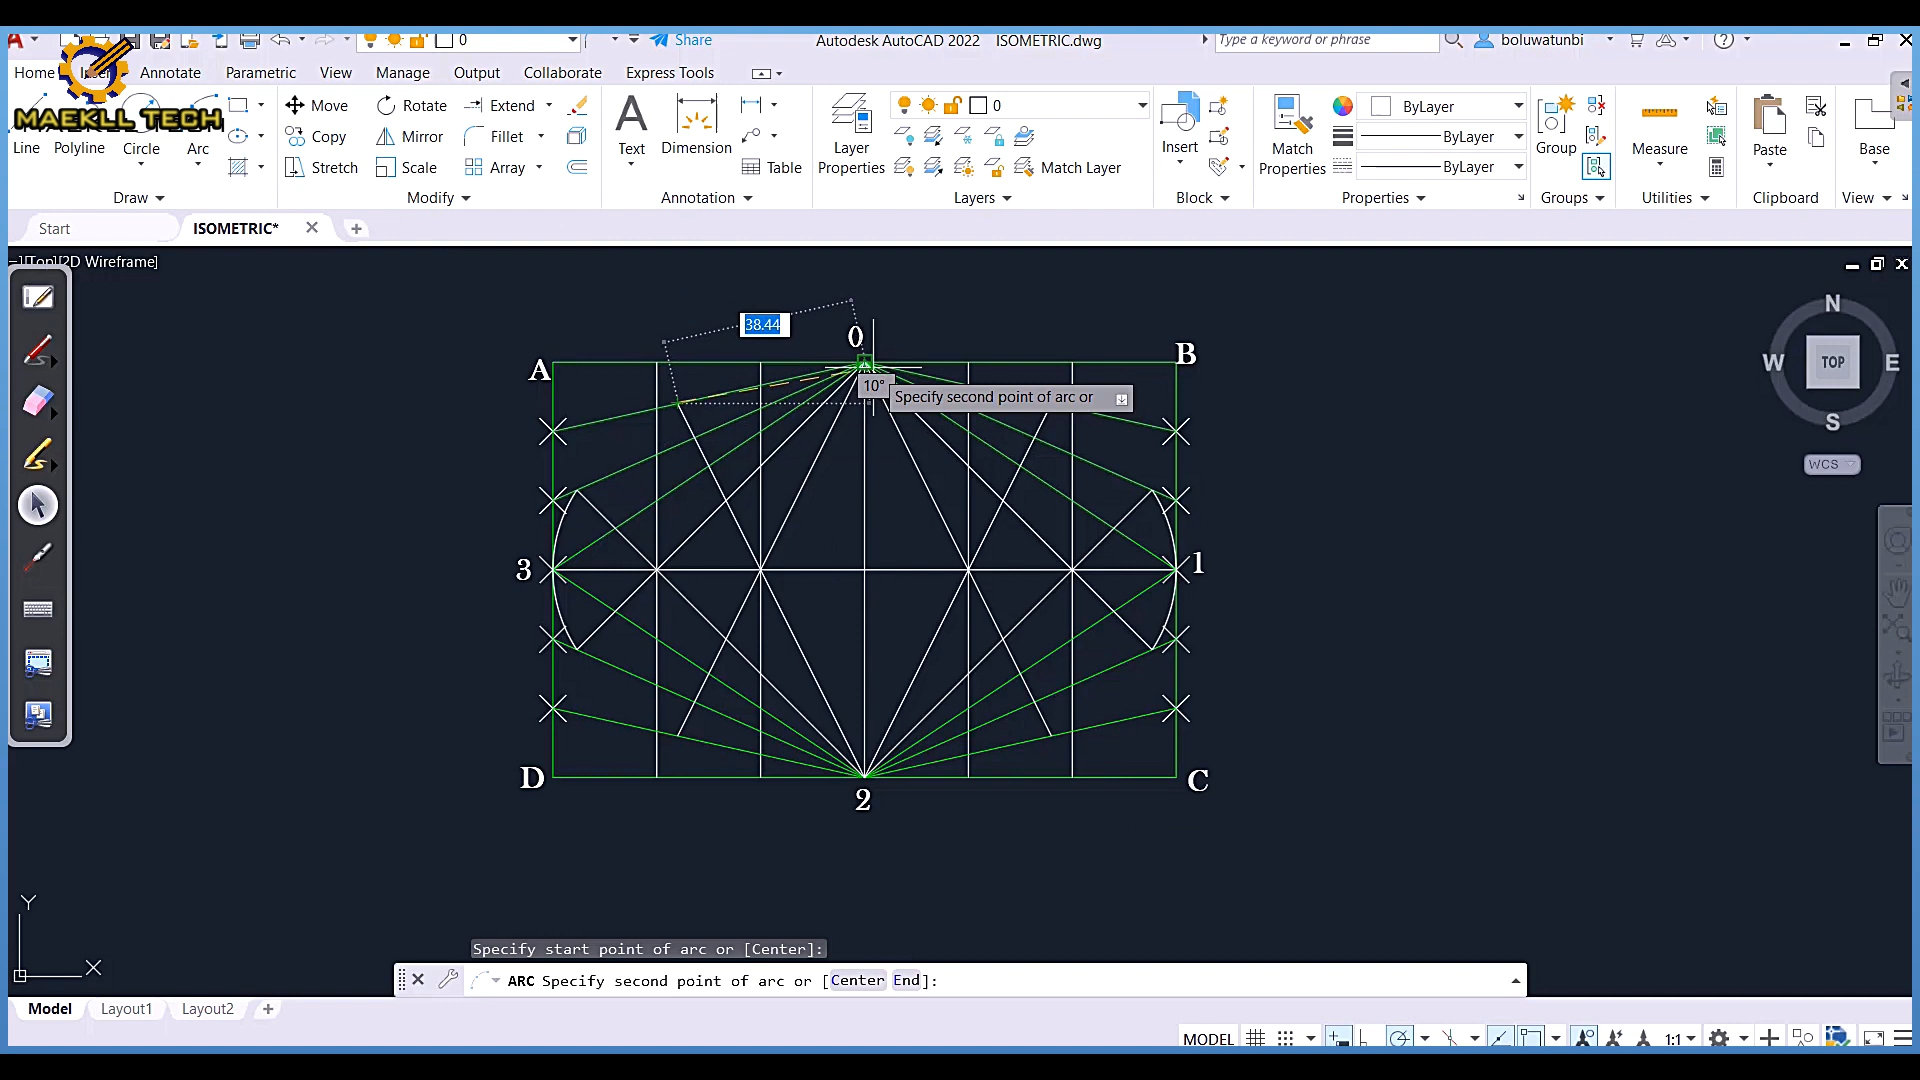 0
Share
Autodesk AutoCAD 2022 ISOMETRIC.dwg
Type a keyword or phrase
boluwatunbi
Home
Annotate
Parametric
View
Manage
Output
Collaborate
Express Tools
MAEKLL TECH
Line
Polyline
Circle
Arc
Draw
Move
Rotate
Extend
Copy
Mirror
Fillet
Stretch
Scale
Array
Modify
Text
Dimension
Table
Annotation
Layer
Properties
0
Match Layer
Layers
Insert
Block
Match
Properties
ByLayer
ByLayer
ByLayer
Properties
Group
Groups
Measure
Utilities
Paste
Clipboard
Base
View
Start
ISOMETRIC*
[Top][2D Wireframe]
N
W
TOP
E
S
WCS
38.44
0
A
B
10°
Specify second point of arc or
3
1
D
C
2
Y
X
Specify start point of arc or [Center]:
ARC Specify second point of arc or [Center End]:
Model
Layout1
Layout2
MODEL
1:1